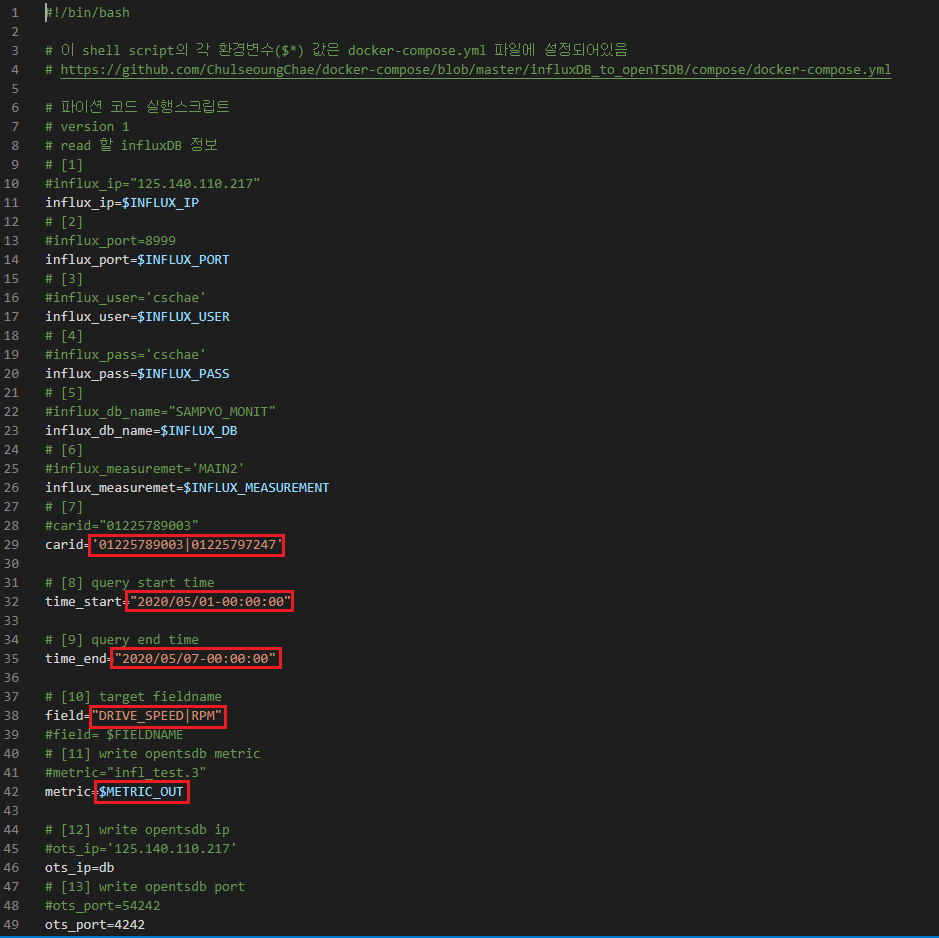 1 #!/bin/bash
2
3 # 이 shell script의 각 환경변수($*) 값은 docker-compose.yml 파일에 설정되어있음
4 # https://github.com/ChulseoungChae/docker-compose/blob/master/influxDB_to_openTSDB/compose/docker-compose.yml
5
6 # 파이션 코드 실행스크립트
7 # version 1
8 # read 할 influxDB 정보
9 # [1]
10 #influx_ip="125.140.110.217"
11 influx_ip=$INFLUX_IP
12 # [2]
13 #influx_port=8999
14 influx_port=$INFLUX_PORT
15 # [3]
16 #influx_user='cschae'
17 influx_user=$INFLUX_USER
18 # [4]
19 #influx_pass='cschae'
20 influx_pass=$INFLUX_PASS
21 # [5]
22 #influx_db_name="SAMPYO_MONIT"
23 influx_db_name=$INFLUX_DB
24 # [6]
25 #influx_measuremet='MAIN2'
26 influx_measuremet=$INFLUX_MEASUREMENT
27 # [7]
28 #carid="01225789003"
29 carid='01225789003|01225797247'
30
31 # [8] query start time
32 time_start="2020/05/01-00:00:00"
33
34 # [9] query end time
35 time_end="2020/05/07-00:00:00"
36
37 # [10] target fieldname
38 field="DRIVE_SPEED|RPM"
39 #field= $FIELDNAME
40 # [11] write opentsdb metric
41 #metric="infl_test.3"
42 metric=$METRIC_OUT
43
44 # [12] write opentsdb ip
45 #ots_ip='125.140.110.217'
46 ots_ip=db
47 # [13] write opentsdb port
48 #ots_port=54242
49 ots_port=4242